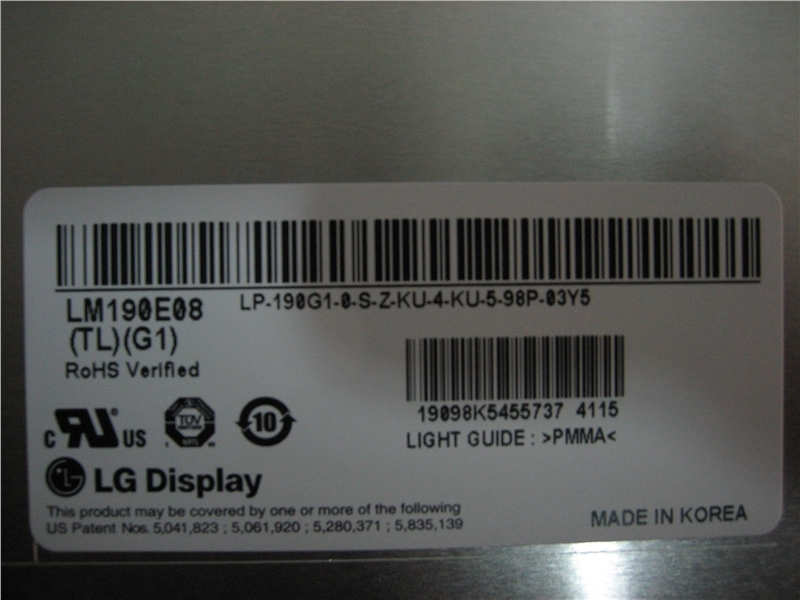 LM190E08
LP-190G1-0-S-Z-KU-4-KU-5-98P-03Y5
(TL)(G1)
RoHS Verified
19098K5455737 4115
LIGHT GUIDE : >PMMA<
c RU US
TÜV
10
LG Display
This product may be covered by one or more of the following
US Patent Nos. 5,041,823 ; 5,061,920 ; 5,280,371 ; 5,835,139
MADE IN KOREA